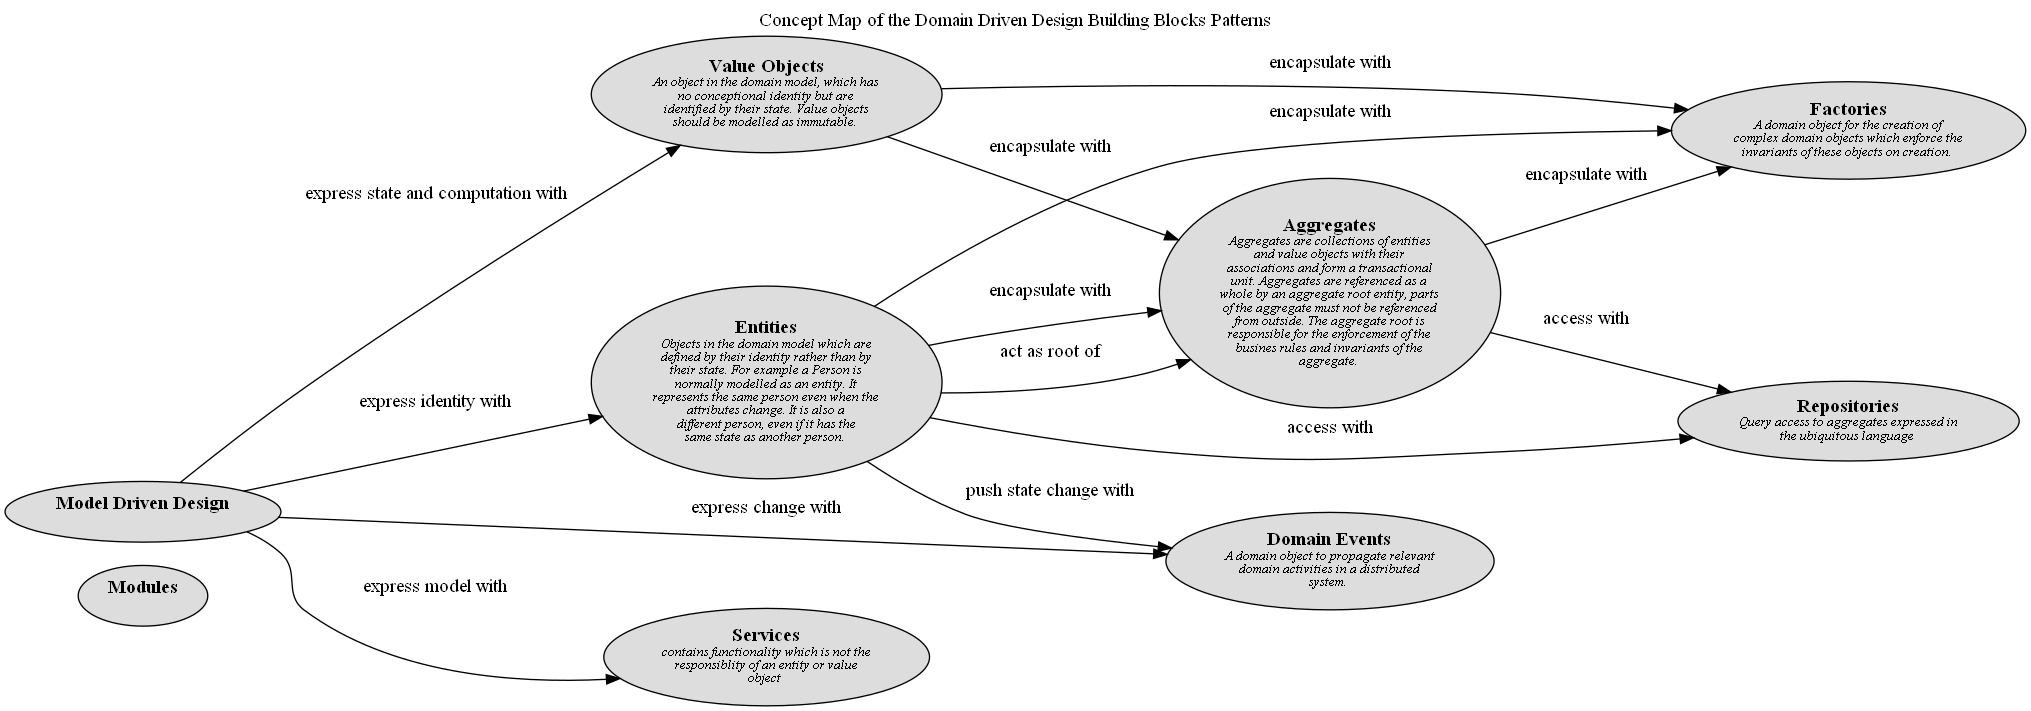 Concept Map of the Domain Driven Design Building Blocks Patterns
Value Objects
An object in the domain model, which has
no conceptional identity but are
identified by their state. Value objects
should be modelled as immutable.
encapsulate with
encapsulate with
encapsulate with
Factories
A domain object for the creation of
complex domain objects which enforce the
invariants of these objects on creation.
express state and computation with
encapsulate with
Aggregates
Aggregates are collections of entities
and value objects with their
associations and form a transactional
unit. Aggregates are referenced as a
whole by an aggregate root entity, parts
of the aggregate must not be referenced
from outside. The aggregate root is
responsible for the enforcement of the
busines rules and invariants of the
aggregate.
encapsulate with
act as root of
access with
Entities
Objects in the domain model which are
defined by their identity rather than by
their state. For example a Person is
normally modelled as an entity. It
represents the same person even when the
attributes change. It is also a
different person, even if it has the
same state as another person.
express identity with
access with
Repositories
Query access to aggregates expressed in
the ubiquitous language
push state change with
express change with
Model Driven Design
Domain Events
A domain object to propagate relevant
domain activities in a distributed
system.
Modules
express model with
Services
contains functionality which is not the
responsiblity of an entity or value
object